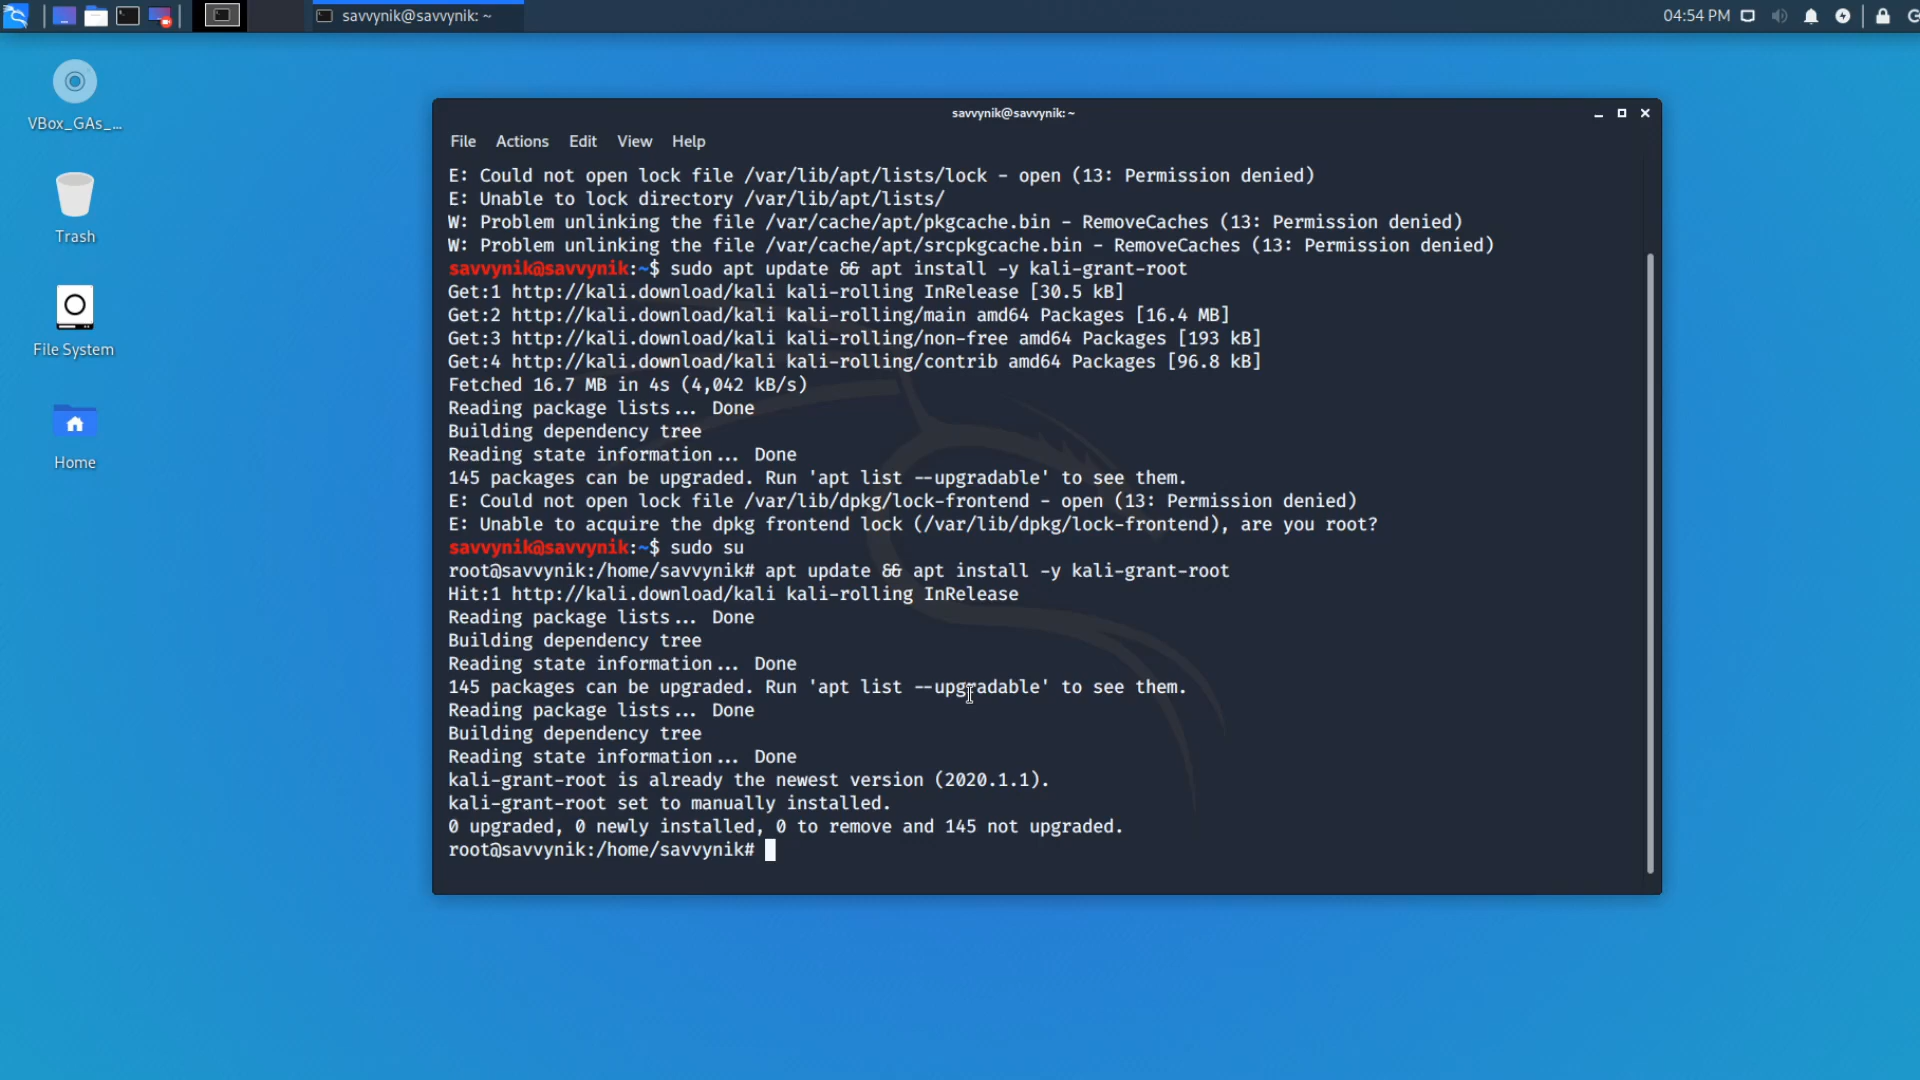 savvynik@savvynik: ~
04:54 PM
VBox_GAs_...
Trash
File System
Home
savvynik@savvynik: ~
File Actions Edit View Help
E: Could not open lock file /var/lib/apt/lists/lock - open (13: Permission denied)
E: Unable to lock directory /var/lib/apt/lists/
W: Problem unlinking the file /var/cache/apt/pkgcache.bin - RemoveCaches (13: Permission denied)
W: Problem unlinking the file /var/cache/apt/srcpkgcache.bin - RemoveCaches (13: Permission denied)
savvynik@savvynik:~$ sudo apt update && apt install -y kali-grant-root
Get:1 http://kali.download/kali kali-rolling InRelease [30.5 kB]
Get:2 http://kali.download/kali kali-rolling/main amd64 Packages [16.4 MB]
Get:3 http://kali.download/kali kali-rolling/non-free amd64 Packages [193 kB]
Get:4 http://kali.download/kali kali-rolling/contrib amd64 Packages [96.8 kB]
Fetched 16.7 MB in 4s (4,042 kB/s)
Reading package lists... Done
Building dependency tree
Reading state information... Done
145 packages can be upgraded. Run 'apt list --upgradable' to see them.
E: Could not open lock file /var/lib/dpkg/lock-frontend - open (13: Permission denied)
E: Unable to acquire the dpkg frontend lock (/var/lib/dpkg/lock-frontend), are you root?
savvynik@savvynik:~$ sudo su
root@savvynik:/home/savvynik# apt update && apt install -y kali-grant-root
Hit:1 http://kali.download/kali kali-rolling InRelease
Reading package lists... Done
Building dependency tree
Reading state information... Done
145 packages can be upgraded. Run 'apt list --upgradable' to see them.
Reading package lists... Done
Building dependency tree
Reading state information... Done
kali-grant-root is already the newest version (2020.1.1).
kali-grant-root set to manually installed.
0 upgraded, 0 newly installed, 0 to remove and 145 not upgraded.
root@savvynik:/home/savvynik#